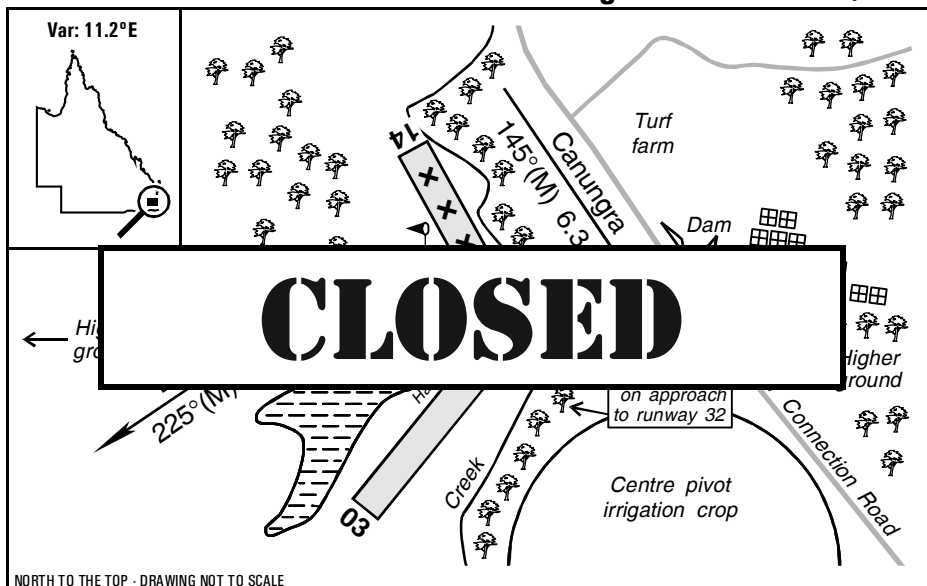 Var: 11.2ºE
Turf
farm
14
145°(M) 6.3
Canungra
Dam
CLOSED
Higher
ground
225°(M)
on approach
to runway 32
Creek
03
Centre pivot
irrigation crop
Connection Road
NORTH TO THE TOP - DRAWING NOT TO SCALE